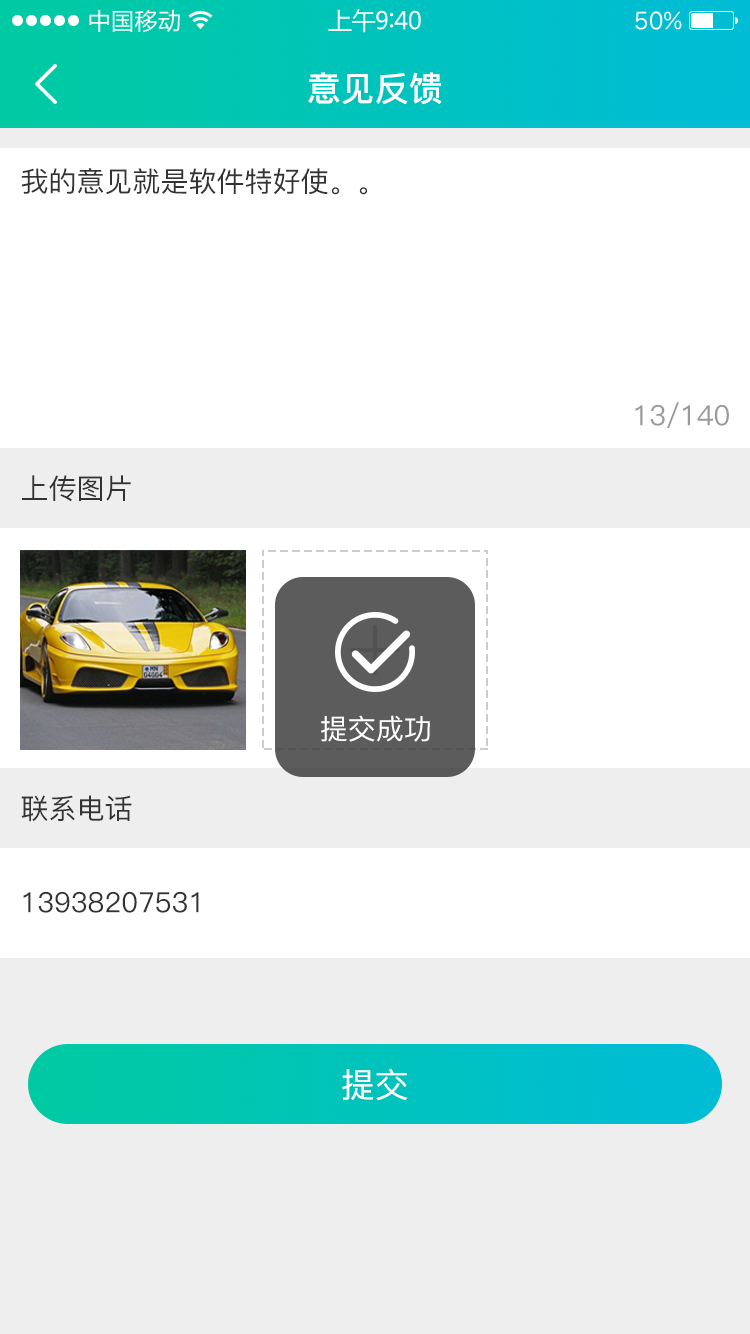 中国移动
上午9:40
50%
意见反馈
我的意见就是软件特好使。。
13/140
上传图片
提交成功
联系电话
13938207531
提交